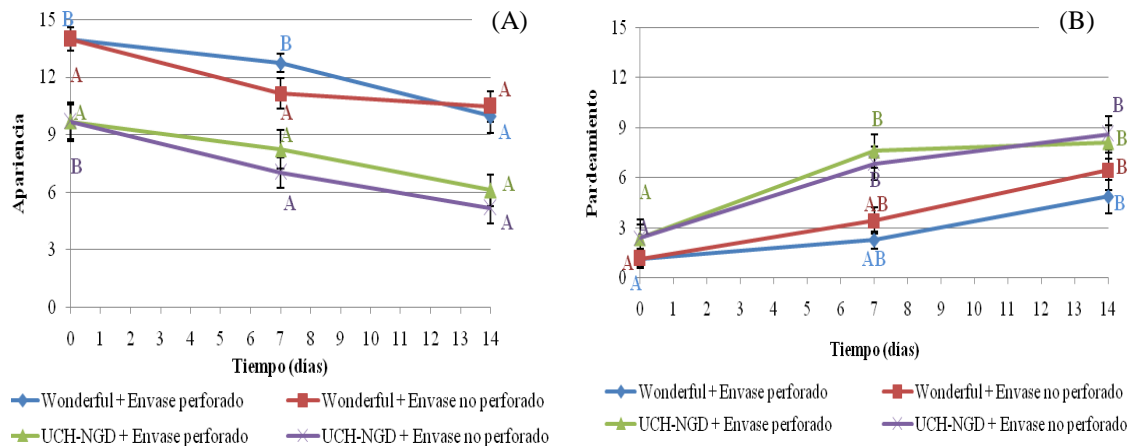 (A)
15
12
9
6
3
0
Apariencia
B
B
A
A
A
A
A
A
A
B
A
A
0 1 2 3 4 5 6 7 8 9 10 11 12 13 14
Tiempo (días)
Wonderful + Envase perforado
Wonderful + Envase no perforado
UCH-NGD + Envase perforado
UCH-NGD + Envase no perforado
(B)
15
12
9
6
3
0
Pardeamiento
B
B
B
A
B
B
AB
A
B
A
AB
A
0 1 2 3 4 5 6 7 8 9 10 11 12 13 14
Tiempo (días)
Wonderful + Envase perforado
Wonderful + Envase no perforado
UCH-NGD + Envase perforado
UCH-NGD + Envase no perforado